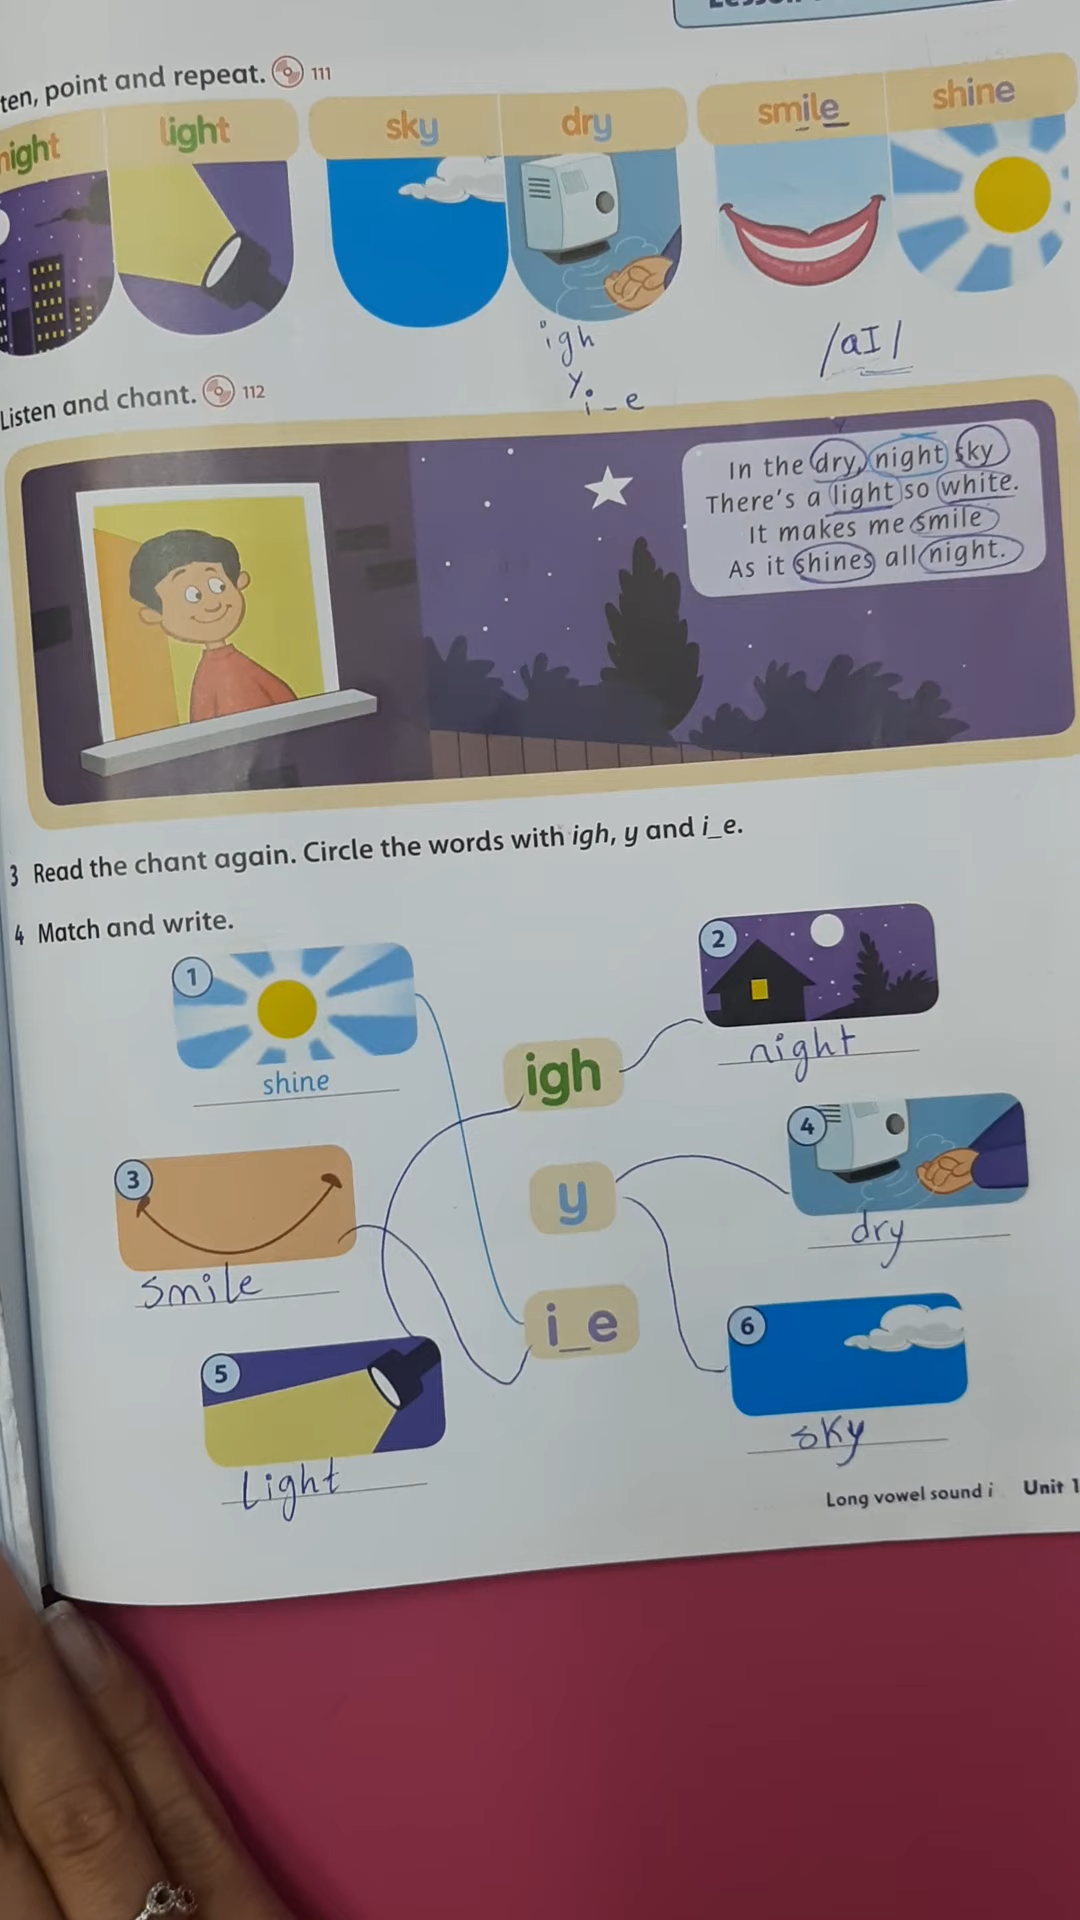 ten, point and repeat. 111
night light sky dry smile shine
igh
y
i_e
/aI/
Listen and chant. 112
In the dry, night sky
There's a light so white.
It makes me smile
As it shines all night.
3 Read the chant again. Circle the words with igh, y and i_e.
4 Match and write.
1
shine
2
night
igh
3
smile
y
4
dry
i_e
5
Light
6
sky
Long vowel sound i Unit 1